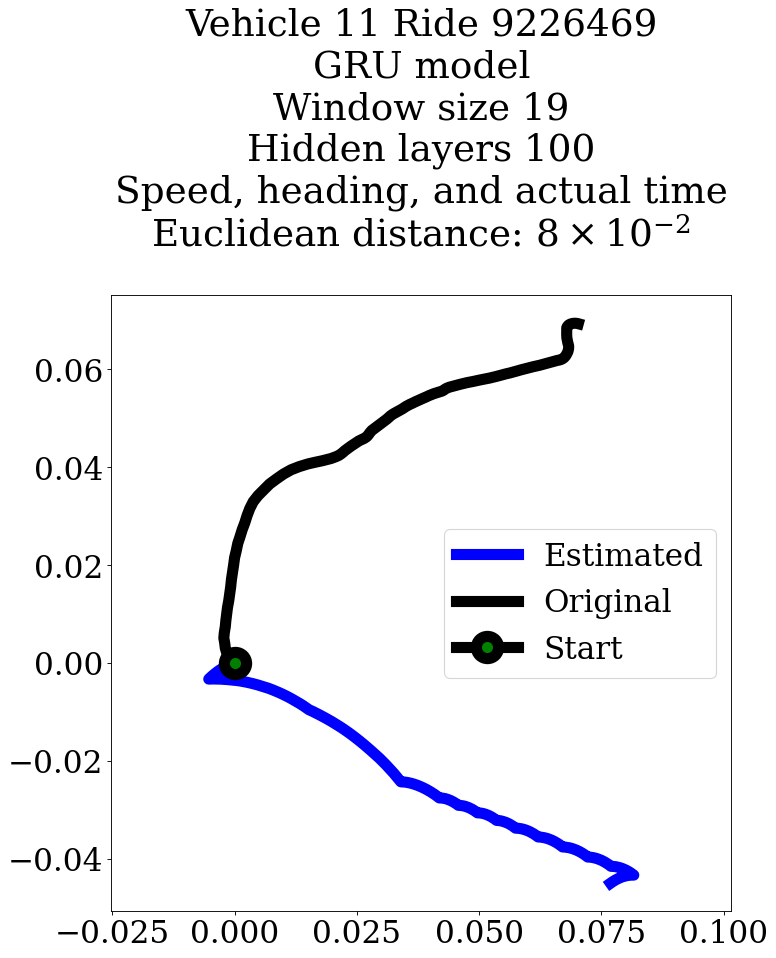 Vehicle 11 Ride 9226469
GRU model
Window size 19
Hidden layers 100
Speed, heading, and actual time
Euclidean distance: 8 × 10⁻²
0.06
0.04
0.02
0.00
−0.02
−0.04
Estimated
Original
Start
−0.025 0.000 0.025 0.050 0.075 0.100